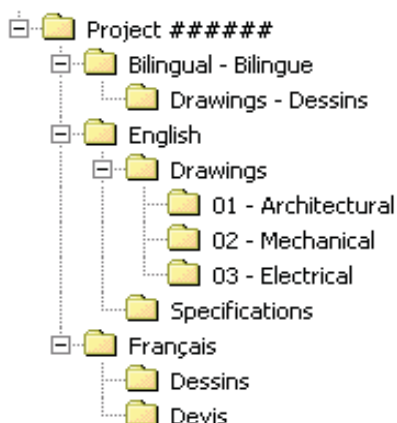 Project ######
Bilingual - Bilingue
Drawings - Dessins
English
Drawings
01 - Architectural
02 - Mechanical
03 - Electrical
Specifications
Français
Dessins
Devis